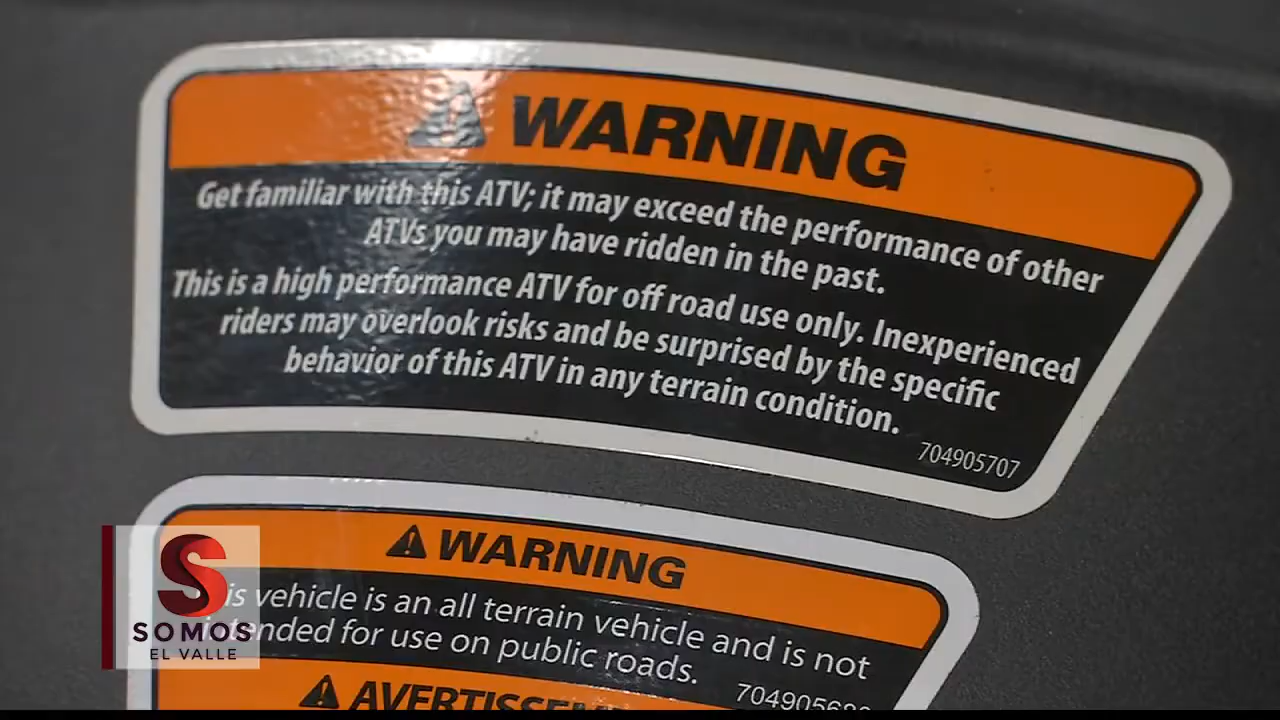 WARNING
Get familiar with this ATV; it may exceed the performance of other
ATVs you may have ridden in the past.
This is a high performance ATV for off road use only. Inexperienced
riders may overlook risks and be surprised by the specific
behavior of this ATV in any terrain condition.
704905707
WARNING
is vehicle is an all terrain vehicle and is not
intended for use on public roads.
SOMOS
EL VALLE